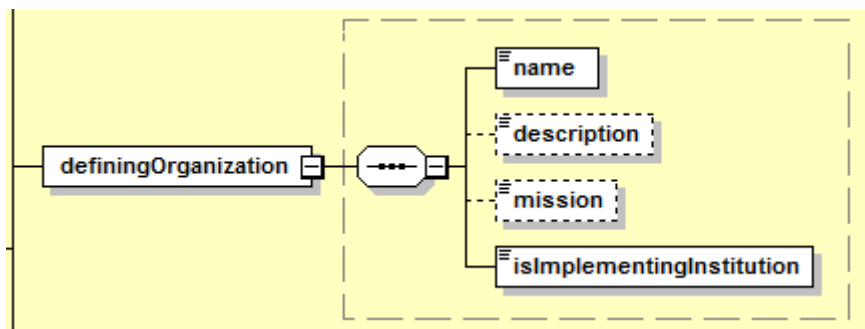 name
description
definingOrganization
mission
isImplementingInstitution